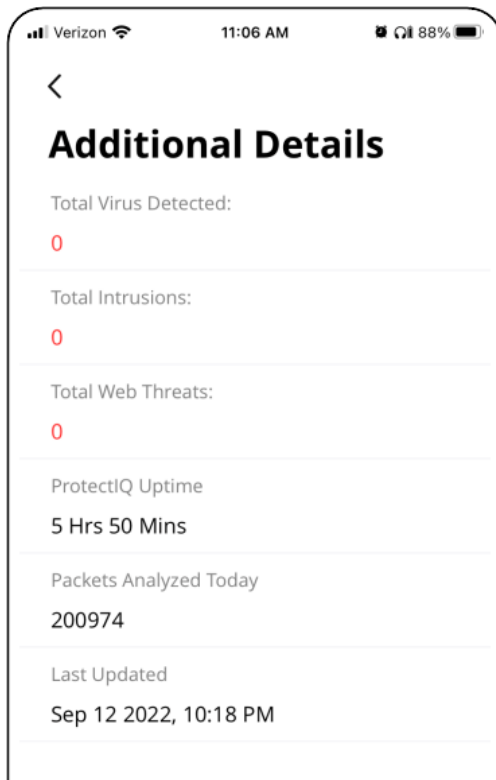 Verizon 11:06 AM 88%
Additional Details
Total Virus Detected:
0
Total Intrusions:
0
Total Web Threats:
0
ProtectIQ Uptime
5 Hrs 50 Mins
Packets Analyzed Today
200974
Last Updated
Sep 12 2022, 10:18 PM